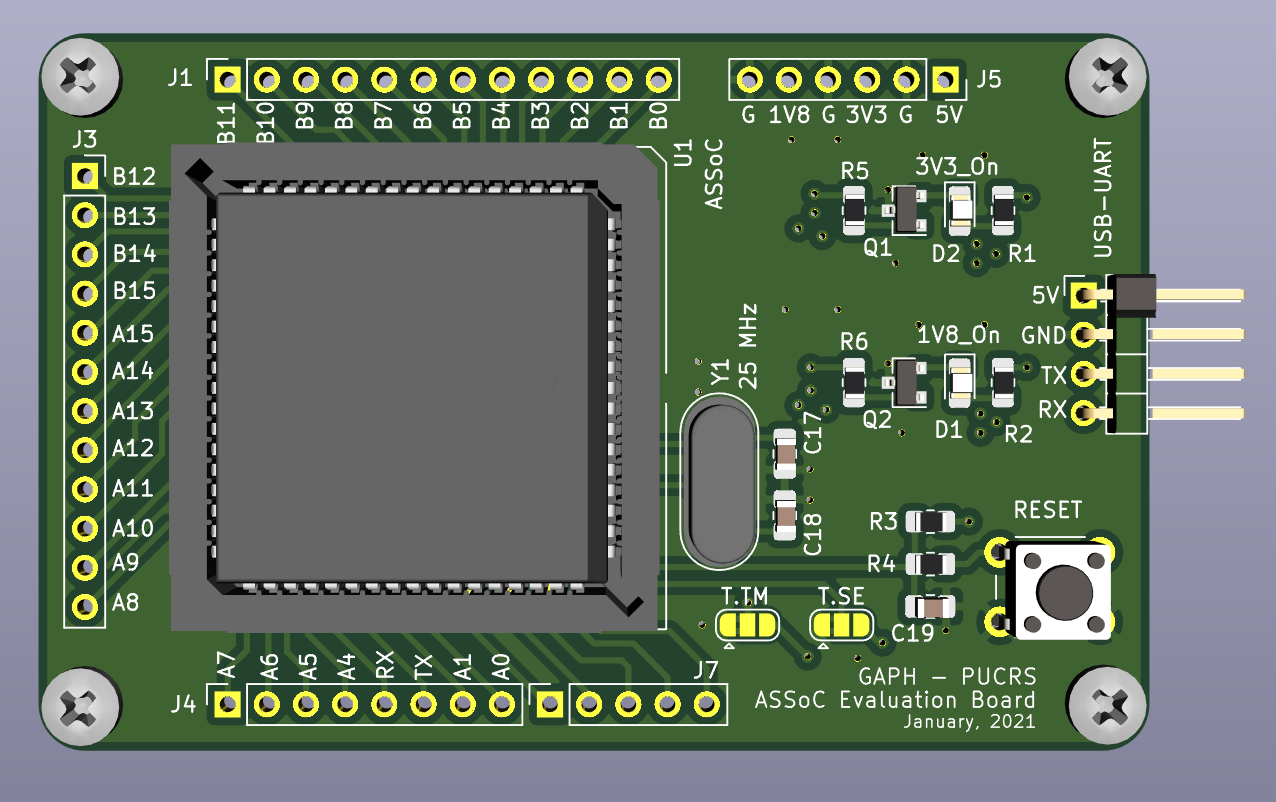 J1
B11
B10
B9
B8
B7
B6
B5
B4
B3
B2
B1
B0
J5
G 1V8 G 3V3 G 5V
J3
B12
B13
B14
B15
A15
A14
A13
A12
A11
A10
A9
A8
U1
ASSoC
R5
3V3_On
Q1
D2
R1
USB-UART
5V
GND
TX
RX
Y1
25 MHz
R6
1V8_On
Q2
D1
R2
C17
C18
R3
R4
C19
RESET
T.TM
T.SE
J4
A7
A6
A5
A4
RX
TX
A1
A0
J7
GAPH - PUCRS
ASSoC Evaluation Board
January, 2021